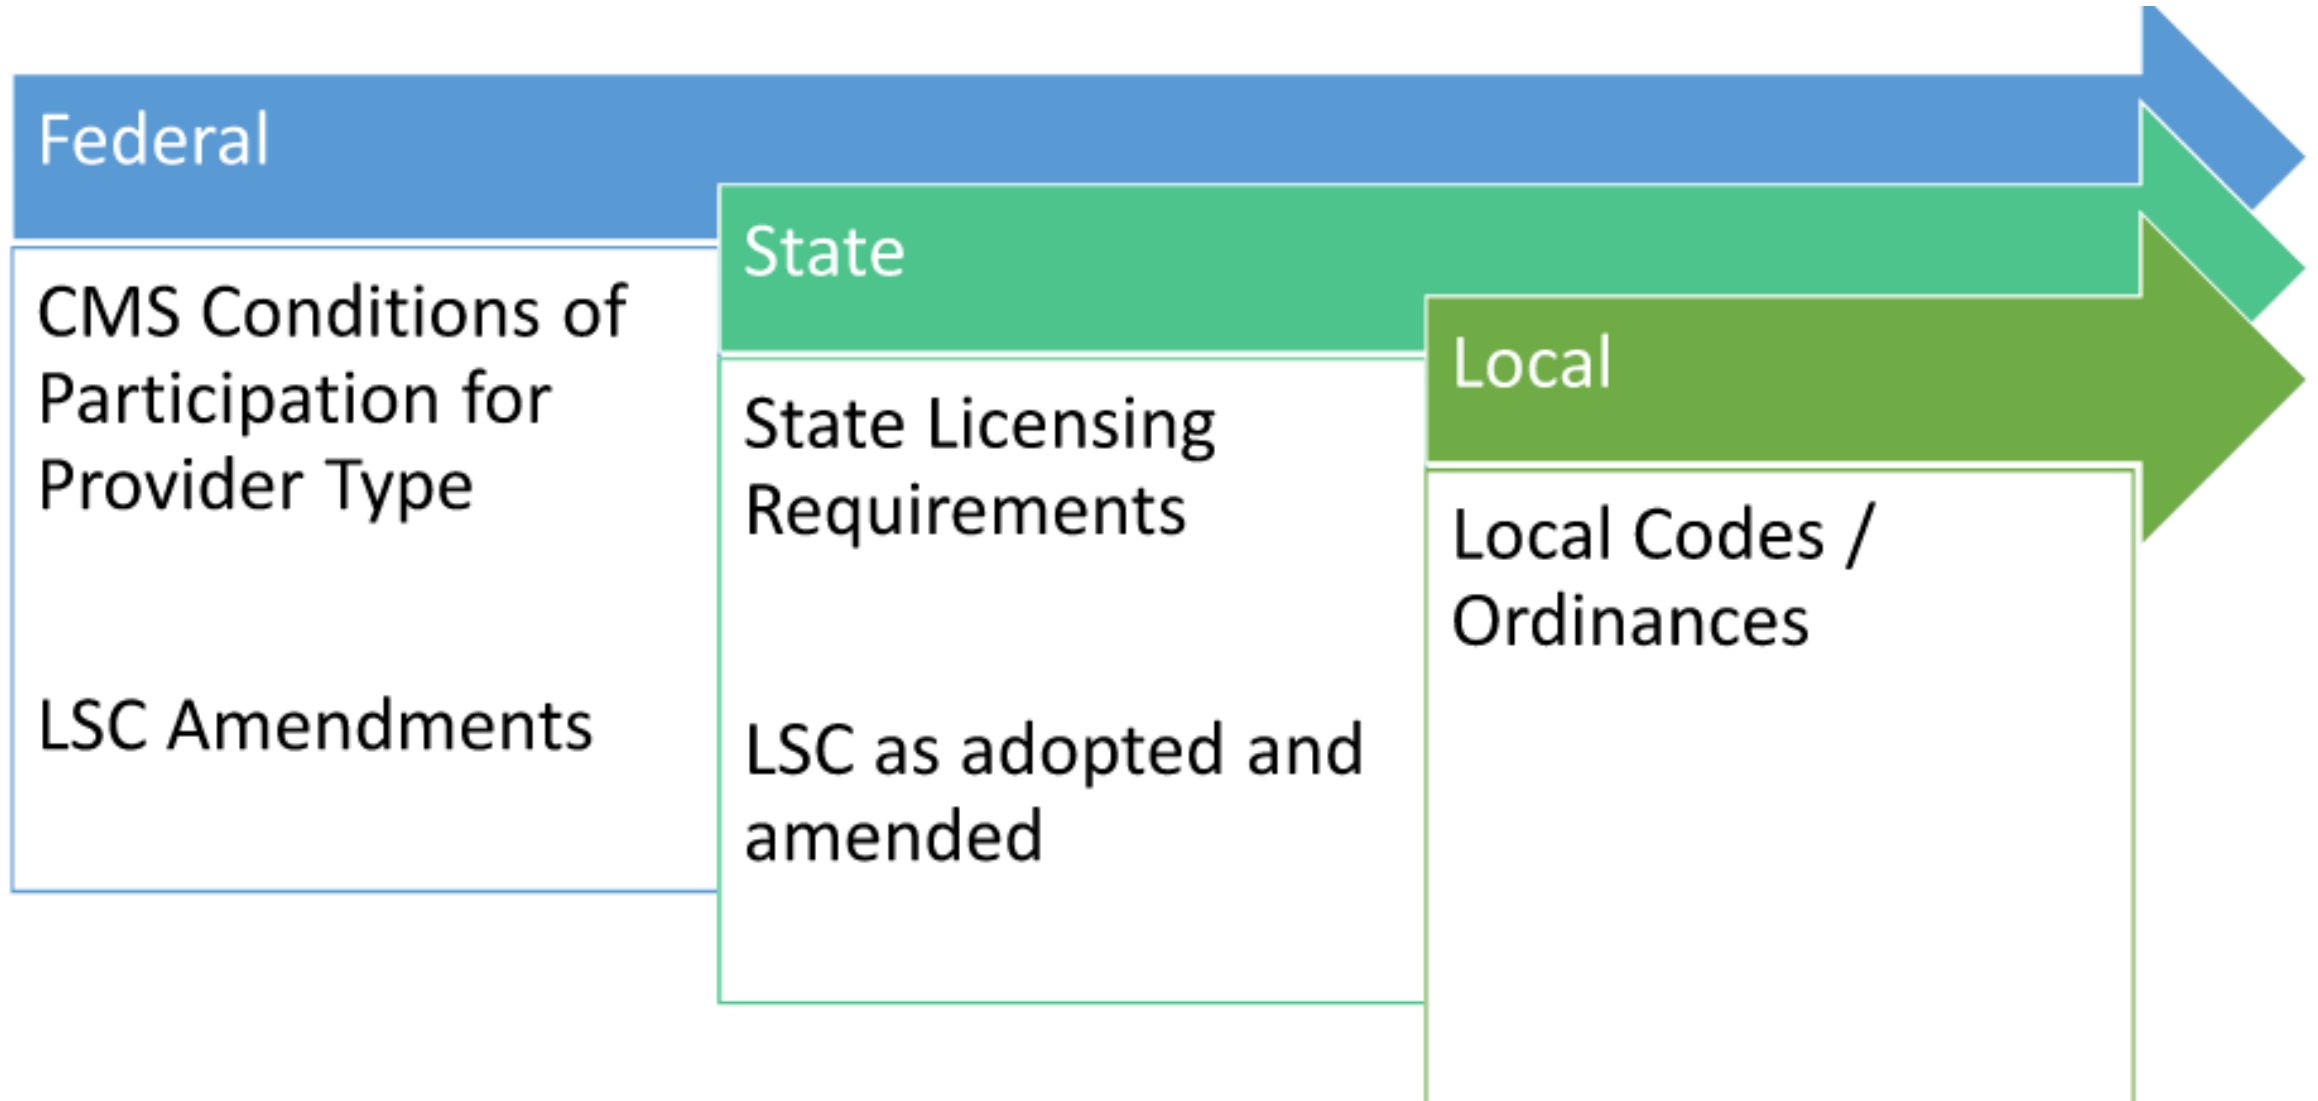 Federal
CMS Conditions of
Participation for
Provider Type
LSC Amendments
State
State Licensing
Requirements
LSC as adopted and
amended
Local
Local Codes /
Ordinances